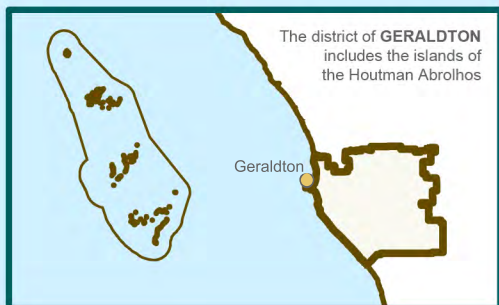 The district of GERALDTON
includes the islands of
the Houtman Abrolhos
Geraldton